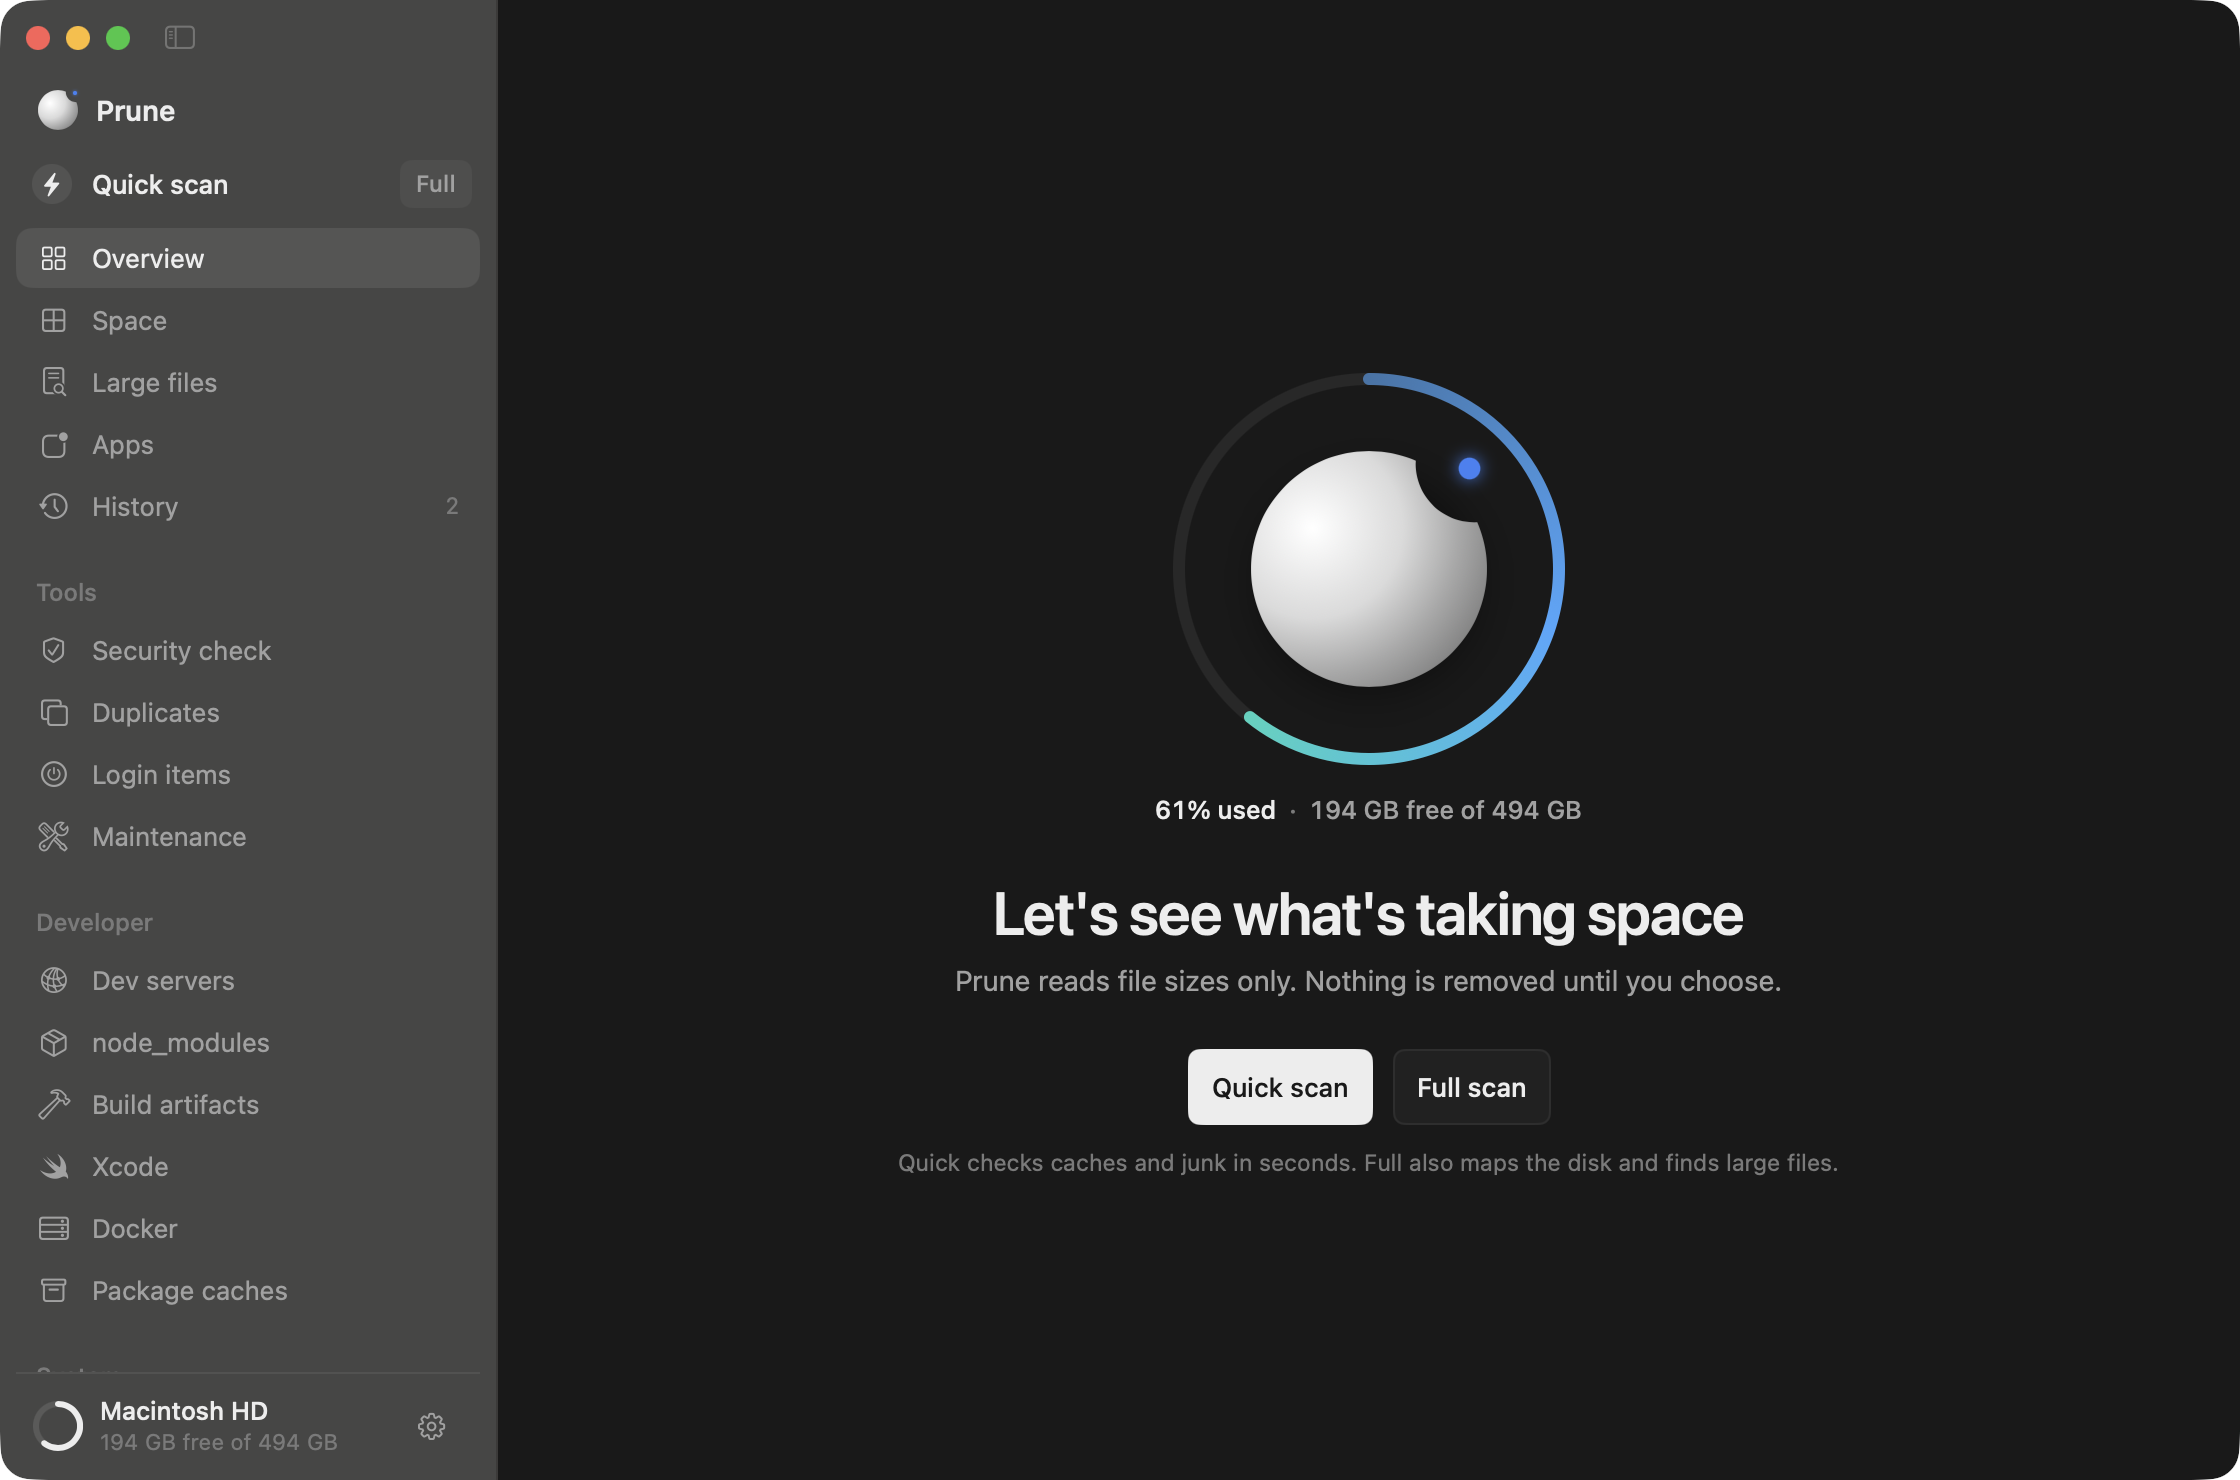 Prune
Quick scan
Full
Overview
Space
Large files
Apps
History
2
Tools
Security check
Duplicates
Login items
Maintenance
Developer
Dev servers
node_modules
Build artifacts
Xcode
Docker
Package caches
Macintosh HD
194 GB free of 494 GB
61% used · 194 GB free of 494 GB
Let's see what's taking space
Prune reads file sizes only. Nothing is removed until you choose.
Quick scan
Full scan
Quick checks caches and junk in seconds. Full also maps the disk and finds large files.